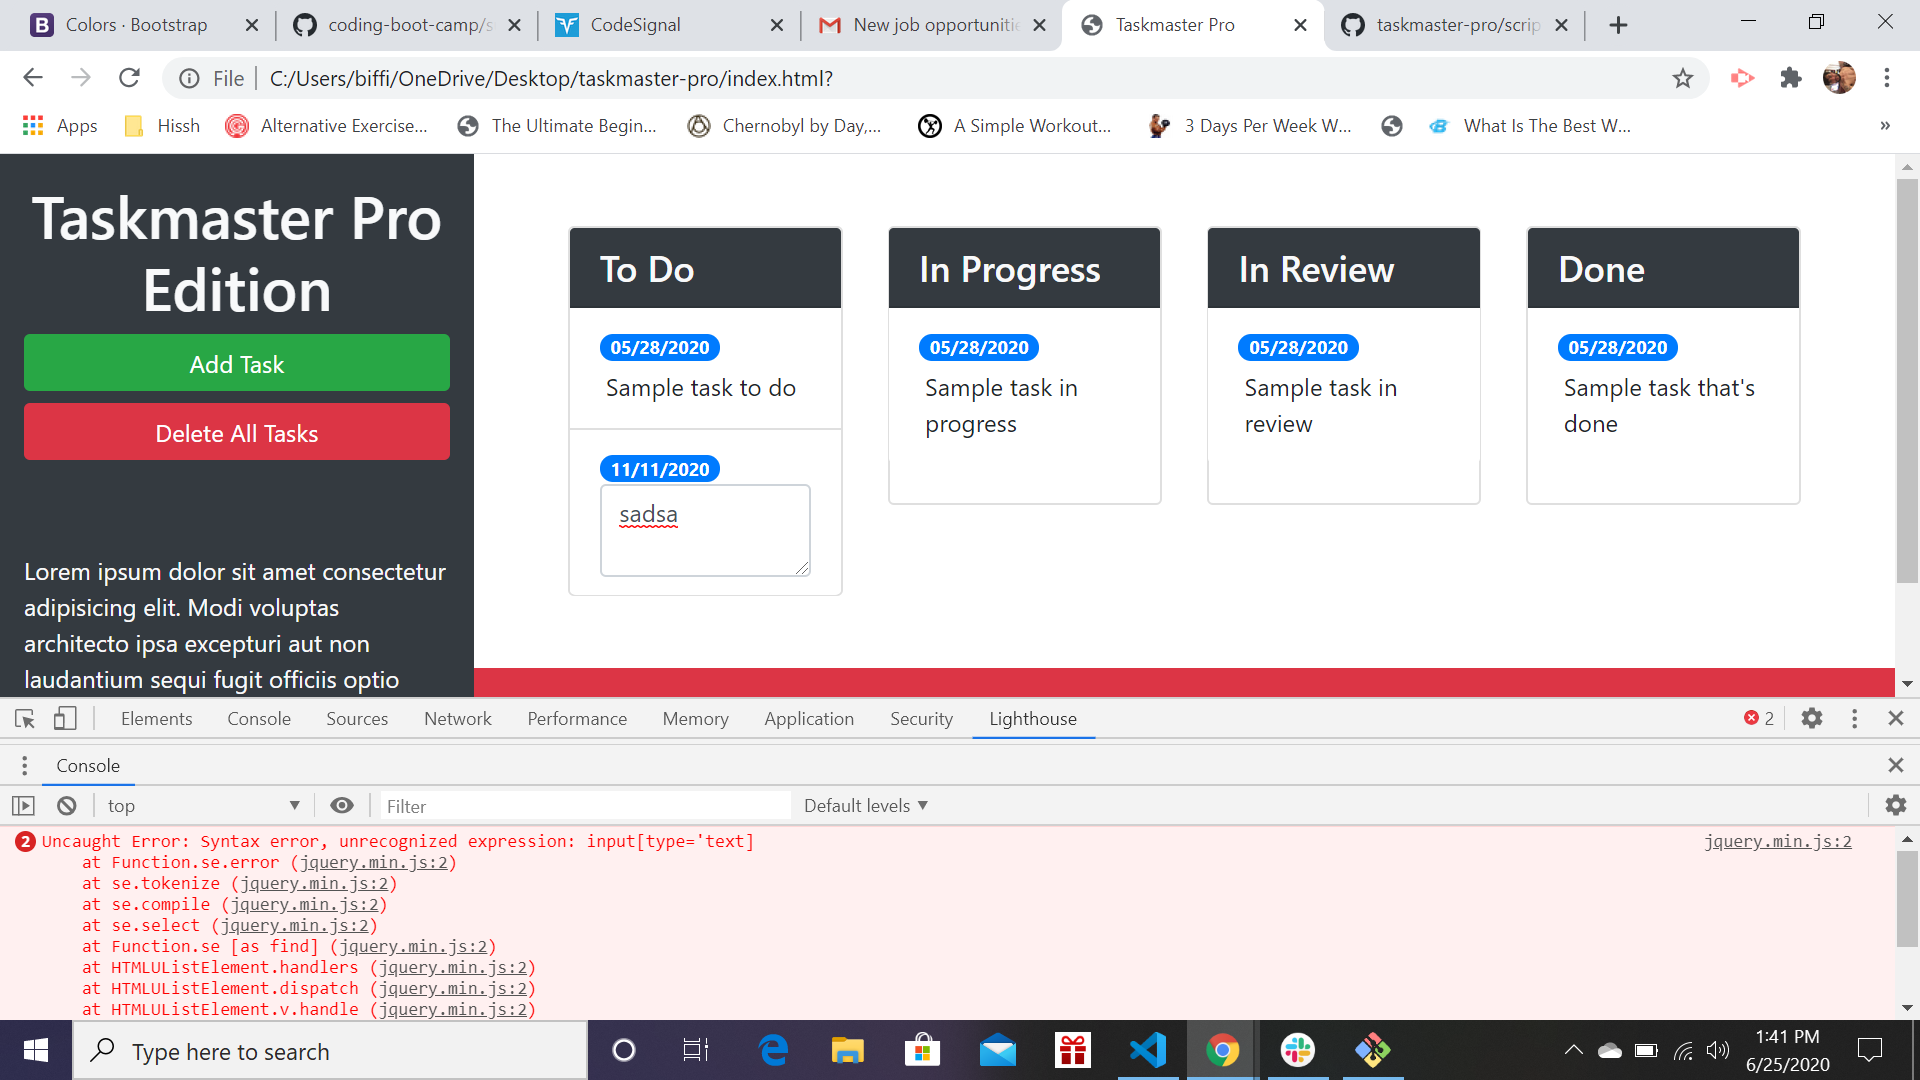 Colors · Bootstrap
coding-boot-camp/s
CodeSignal
New job opportunitie
Taskmaster Pro
taskmaster-pro/scrip
File
C:/Users/biffi/OneDrive/Desktop/taskmaster-pro/index.html?
Apps
Hissh
Alternative Exercise...
The Ultimate Begin...
Chernobyl by Day,...
A Simple Workout...
3 Days Per Week W...
What Is The Best W...
»
Taskmaster Pro
Edition
Add Task
Delete All Tasks
Lorem ipsum dolor sit amet consectetur
adipisicing elit. Modi voluptas
architecto ipsa excepturi aut non
laudantium sequi fugit officiis optio
To Do
05/28/2020
Sample task to do
11/11/2020
sadsa
In Progress
05/28/2020
Sample task in
progress
In Review
05/28/2020
Sample task in
review
Done
05/28/2020
Sample task that's
done
Elements
Console
Sources
Network
Performance
Memory
Application
Security
Lighthouse
2
Console
top
Filter
Default levels
2 Uncaught Error: Syntax error, unrecognized expression: input[type='text]
jquery.min.js:2
at Function.se.error (jquery.min.js:2)
at se.tokenize (jquery.min.js:2)
at se.compile (jquery.min.js:2)
at se.select (jquery.min.js:2)
at Function.se [as find] (jquery.min.js:2)
at HTMLUListElement.handlers (jquery.min.js:2)
at HTMLUListElement.dispatch (jquery.min.js:2)
at HTMLUListElement.v.handle (jquery.min.js:2)
Type here to search
1:41 PM
6/25/2020